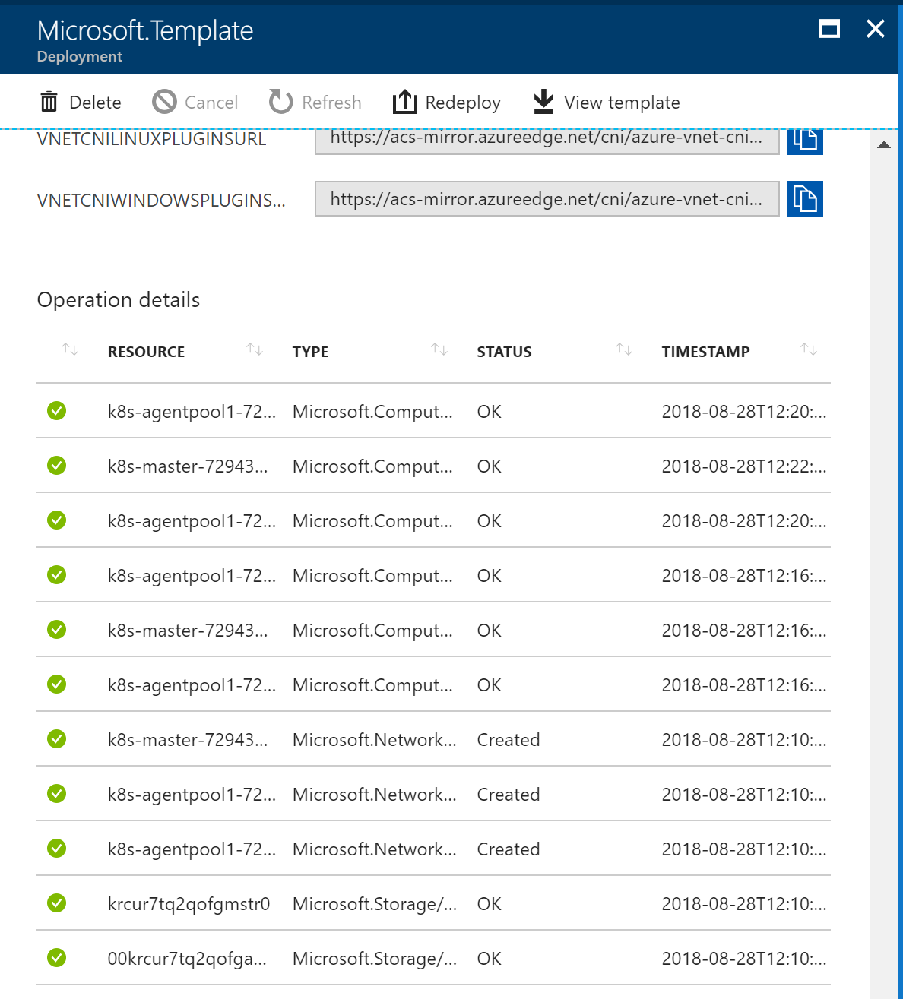 Microsoft.Template
Deployment
Delete Cancel Refresh Redeploy View template
VNETCNILINUXPLUGINSURL https://acs-mirror.azureedge.net/cni/azure-vnet-cni...
VNETCNIWINDOWSPLUGINS... https://acs-mirror.azureedge.net/cni/azure-vnet-cni...
Operation details
RESOURCE TYPE STATUS TIMESTAMP
k8s-agentpool1-72... Microsoft.Comput... OK 2018-08-28T12:20:...
k8s-master-72943... Microsoft.Comput... OK 2018-08-28T12:22:...
k8s-agentpool1-72... Microsoft.Comput... OK 2018-08-28T12:20:...
k8s-agentpool1-72... Microsoft.Comput... OK 2018-08-28T12:16:...
k8s-master-72943... Microsoft.Comput... OK 2018-08-28T12:16:...
k8s-agentpool1-72... Microsoft.Comput... OK 2018-08-28T12:16:...
k8s-master-72943... Microsoft.Network... Created 2018-08-28T12:10:...
k8s-agentpool1-72... Microsoft.Network... Created 2018-08-28T12:10:...
k8s-agentpool1-72... Microsoft.Network... Created 2018-08-28T12:10:...
krcur7tq2qofgmstr0 Microsoft.Storage/... OK 2018-08-28T12:10:...
00krcur7tq2qofga... Microsoft.Storage/... OK 2018-08-28T12:10:...